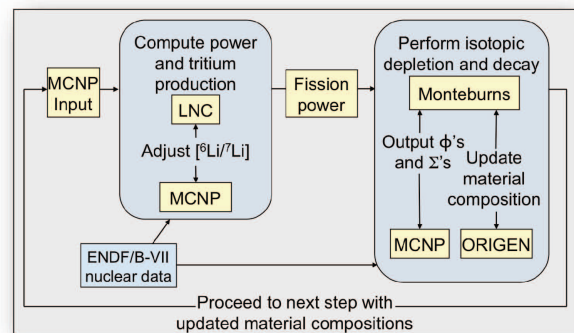 MCNP
Input
Compute power
and tritium
production
LNC
Adjust [⁶Li/⁷Li]
MCNP
ENDF/B-VII
nuclear data
Fission
power
Perform isotopic
depletion and decay
Monteburns
Output ϕ's
and Σ's
Update
material
composition
MCNP
ORIGEN
Proceed to next step with
updated material compositions